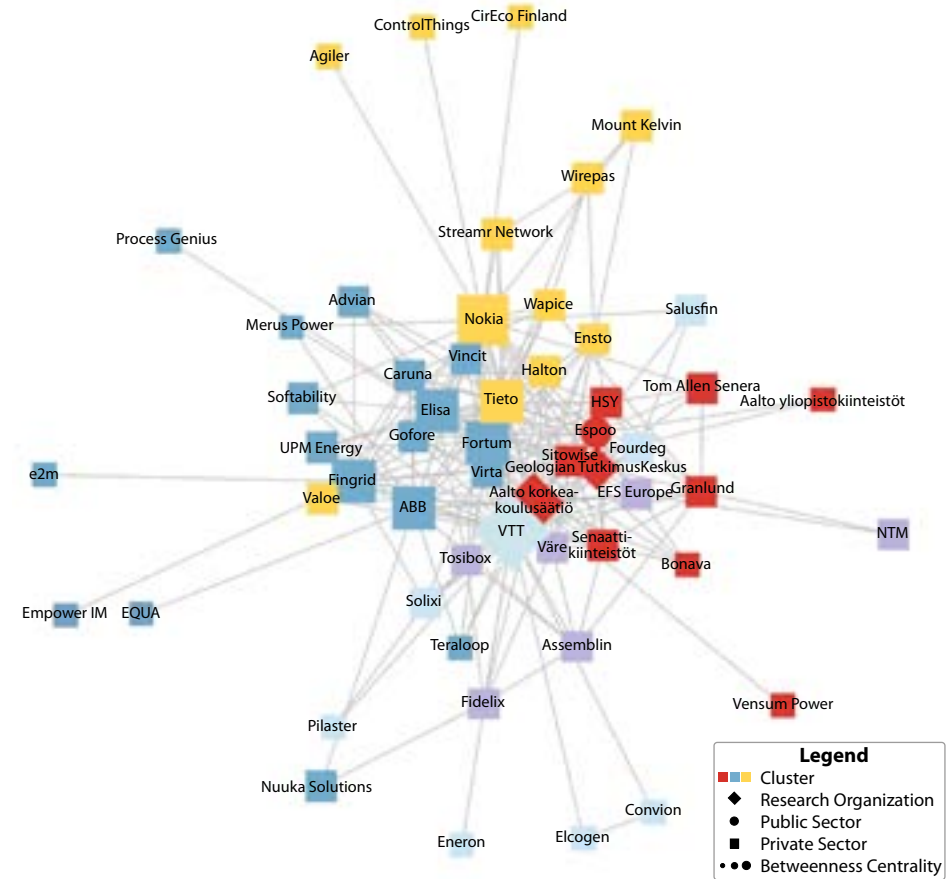 CirEco Finland
ControlThings
Agiler
Mount Kelvin
Wirepas
Streamr Network
Process Genius
Advian
Wapice
Salusfin
Nokia
Merus Power
Ensto
Vincit
Halton
Caruna
Tom Allen Senera
Softability
Tieto
HSY
Aalto yliopistokiinteistöt
Elisa
Espoo
Gofore
Fortum
UPM Energy
Fourdeg
Sitowise
Geologian TutkimusKeskus
Virta
e2m
Fingrid
Granlund
EFS Europe
Aalto korkea-
koulusäätiö
Valoe
ABB
VTT
NTM
Senaatti-
kiinteistöt
Väre
Tosibox
Bonava
Solixi
Empower IM
EQUA
Teraloop
Assemblin
Fidelix
Vensum Power
Pilaster
Nuuka Solutions
Convion
Elcogen
Eneron
Legend
Cluster
Research Organization
Public Sector
Private Sector
Betweenness Centrality